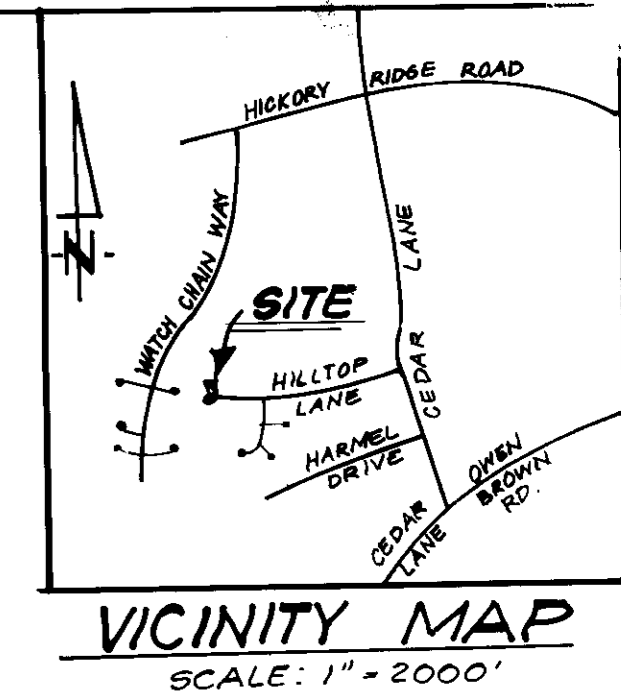 HICKORY RIDGE ROAD
WATCH CHAIN WAY
N
SITE
CEDAR LANE
HILLTOP
LANE
HARMEL
DRIVE
OWEN
BROWN
RD.
CEDAR
LANE
VICINITY MAP
SCALE: 1" = 2000'